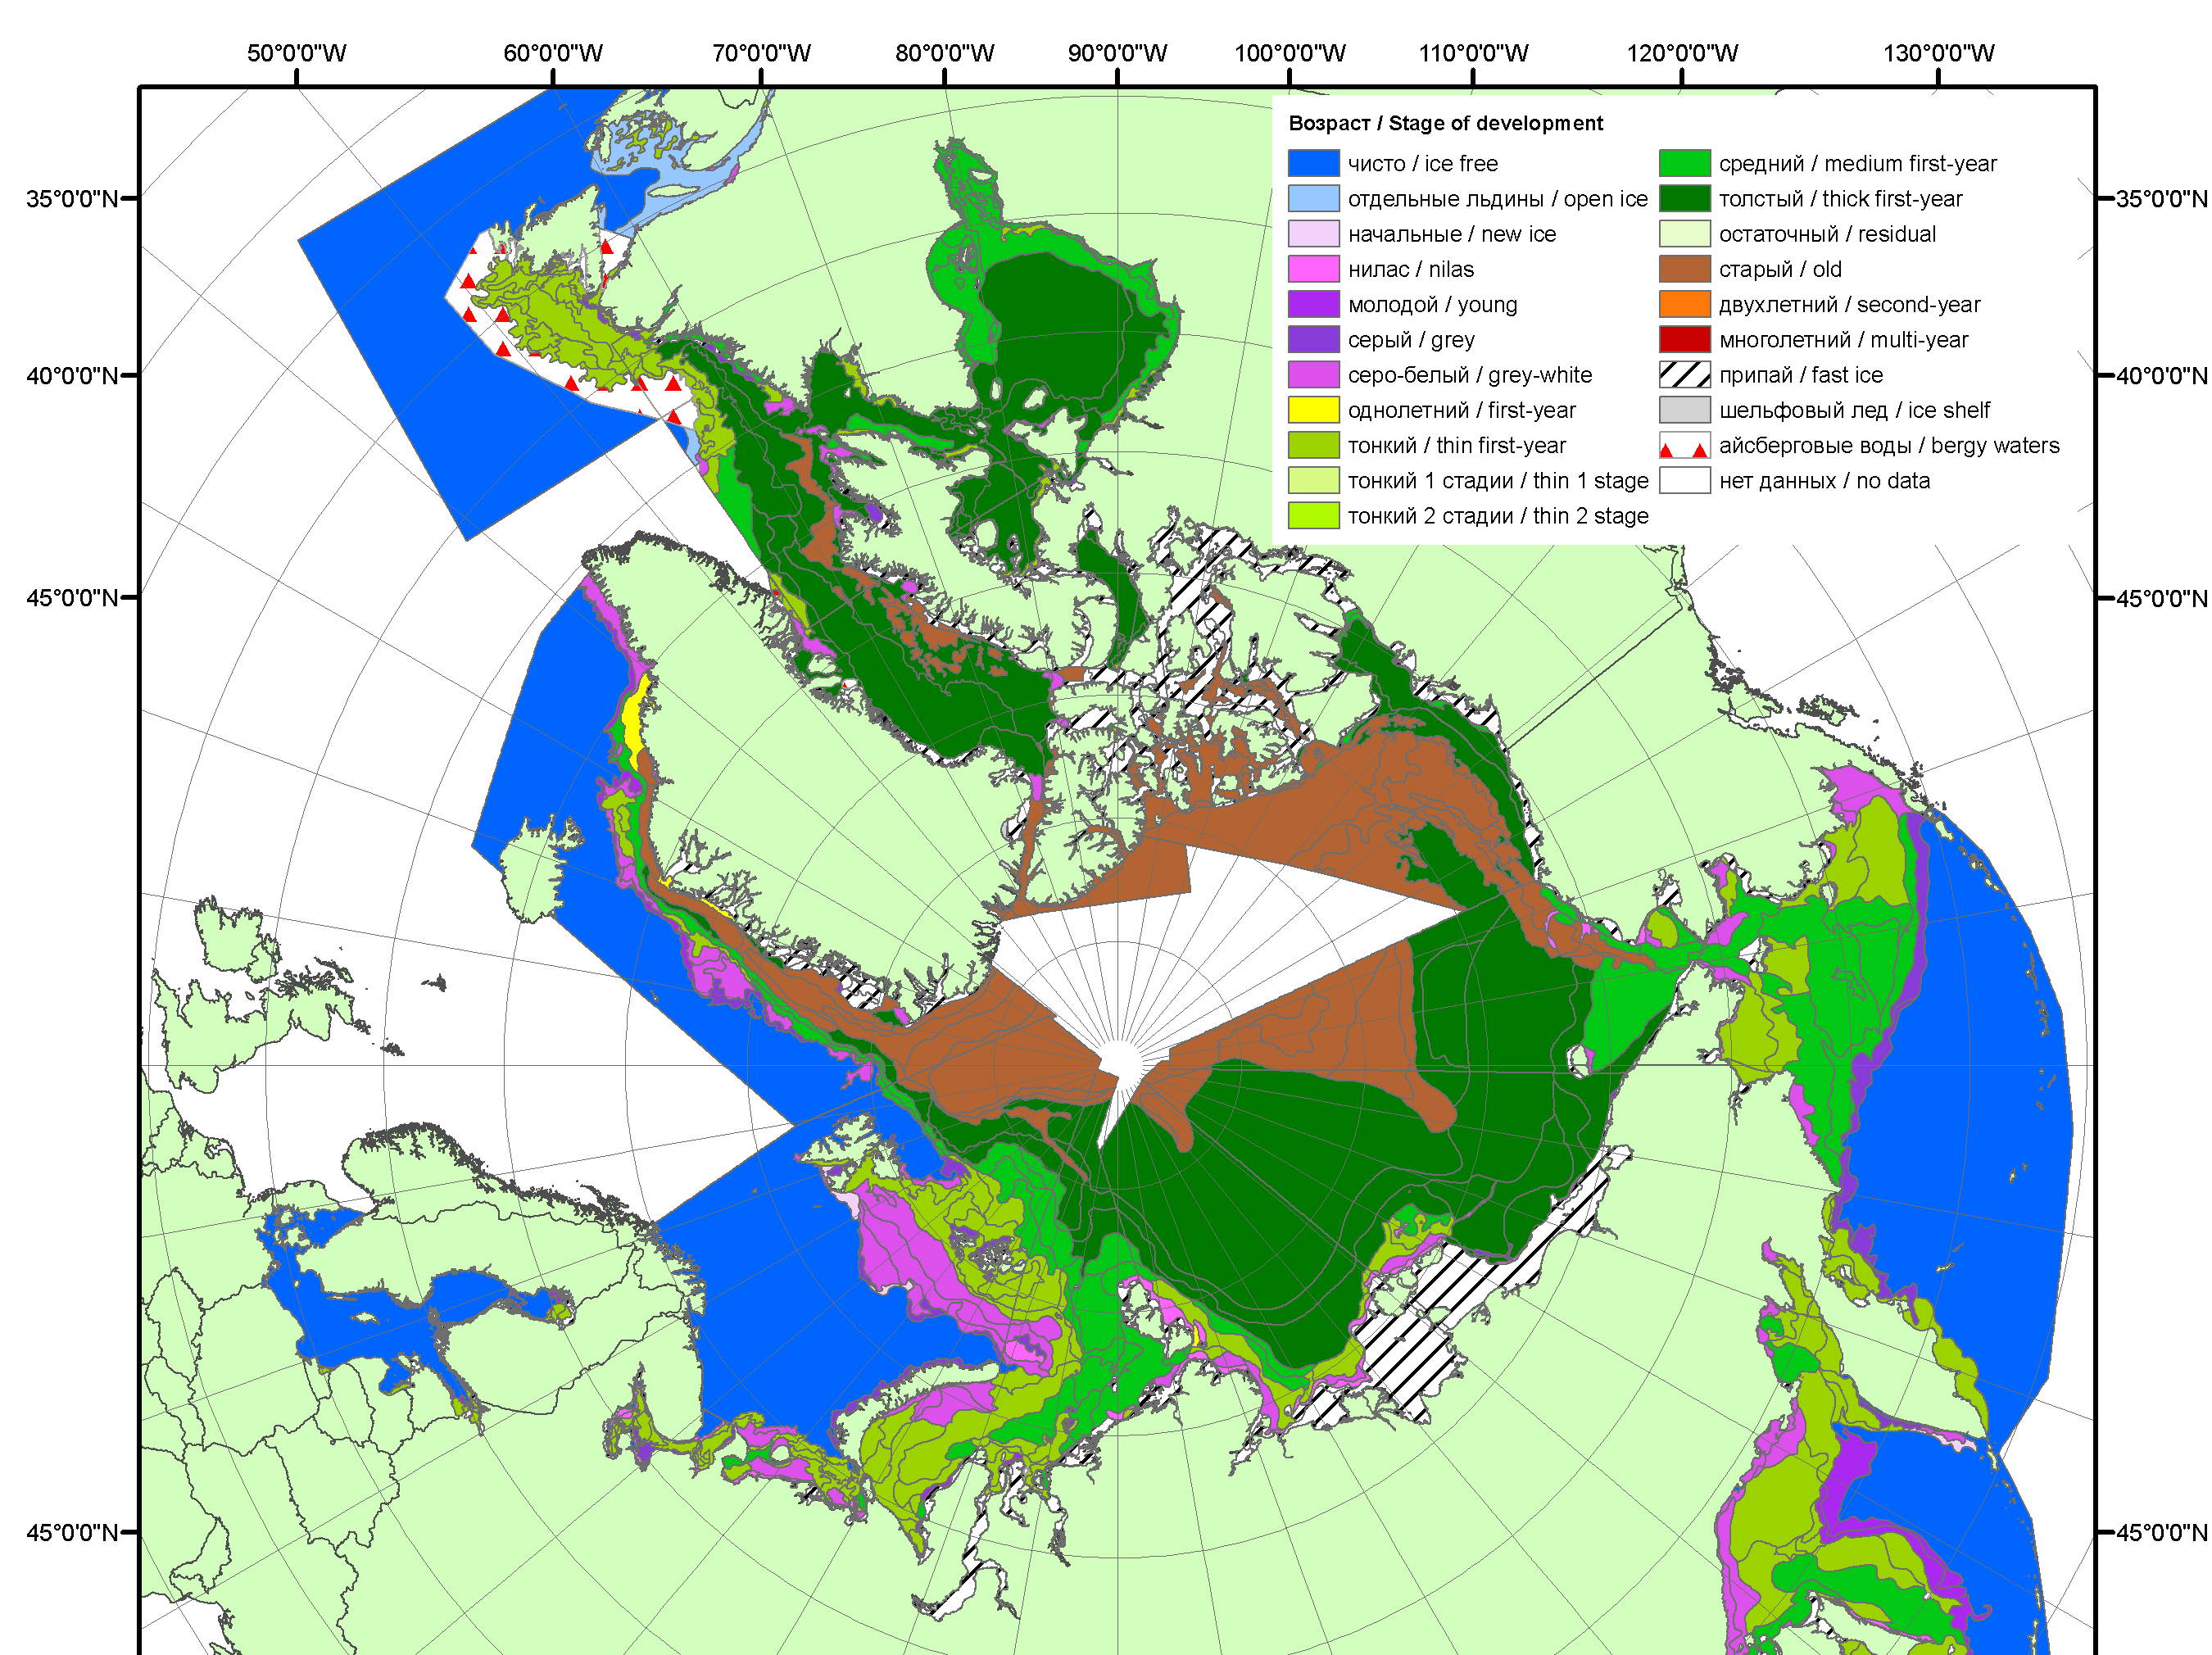 50°0'0"W 60°0'0"W 70°0'0"W 80°0'0"W 90°0'0"W 100°0'0"W 110°0'0"W 120°0'0"W 130°0'0"W
Возраст / Stage of development
чисто / ice free
отдельные льдины / open ice
начальные / new ice
нилас / nilas
молодой / young
серый / grey
серо-белый / grey-white
однолетний / first-year
тонкий / thin first-year
тонкий 1 стадии / thin 1 stage
тонкий 2 стадии / thin 2 stage
средний / medium first-year
толстый / thick first-year
остаточный / residual
старый / old
двухлетний / second-year
многолетний / multi-year
припай / fast ice
шельфовый лед / ice shelf
айсберговые воды / bergy waters
нет данных / no data
35°0'0"N
40°0'0"N
45°0'0"N
45°0'0"N
35°0'0"N
40°0'0"N
45°0'0"N
45°0'0"N